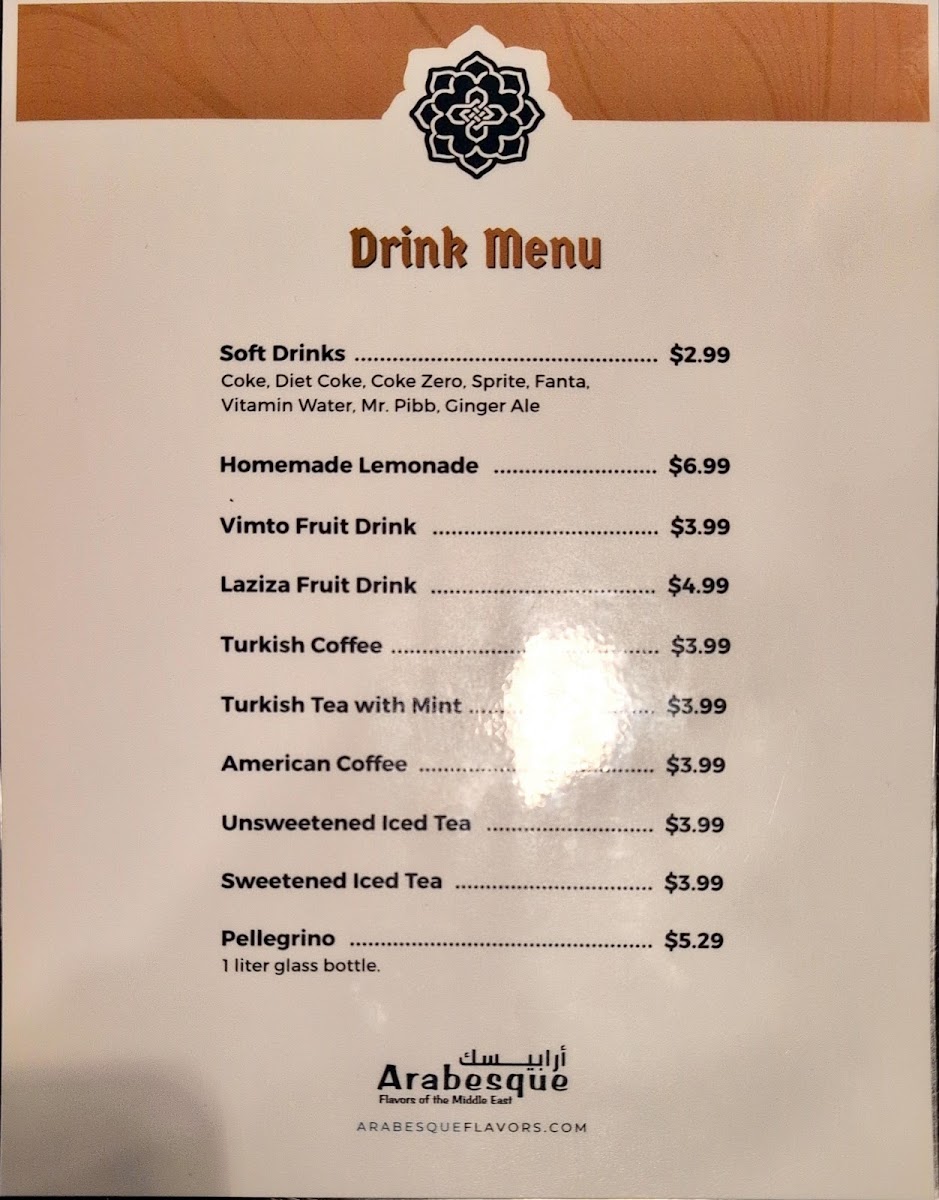 Drink Menu
Soft Drinks ................................................ $2.99
Coke, Diet Coke, Coke Zero, Sprite, Fanta,
Vitamin Water, Mr. Pibb, Ginger Ale
Homemade Lemonade .......................... $6.99
Vimto Fruit Drink .................................... $3.99
Laziza Fruit Drink .................................... $4.99
Turkish Coffee .......................................... $3.99
Turkish Tea with Mint ............................. $3.99
American Coffee ...................................... $3.99
Unsweetened Iced Tea ........................... $3.99
Sweetened Iced Tea ................................ $3.99
Pellegrino ................................................ $5.29
1 liter glass bottle.
أرابيـــسك
Arabesque
Flavors of the Middle East
ARABESQUEFLAVORS.COM